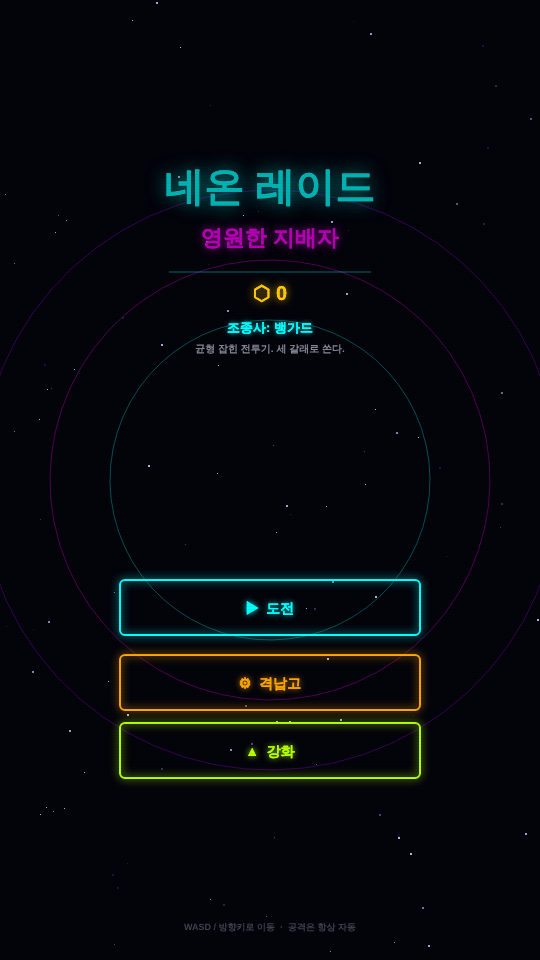 네온 레이드
영원한 지배자
⬡ 0
조종사: 뱅가드
균형 잡힌 전투기. 세 갈래로 쏜다.
▶ 도전
⚙ 격납고
▲ 강화
WASD / 방향키로 이동 · 공격은 항상 자동